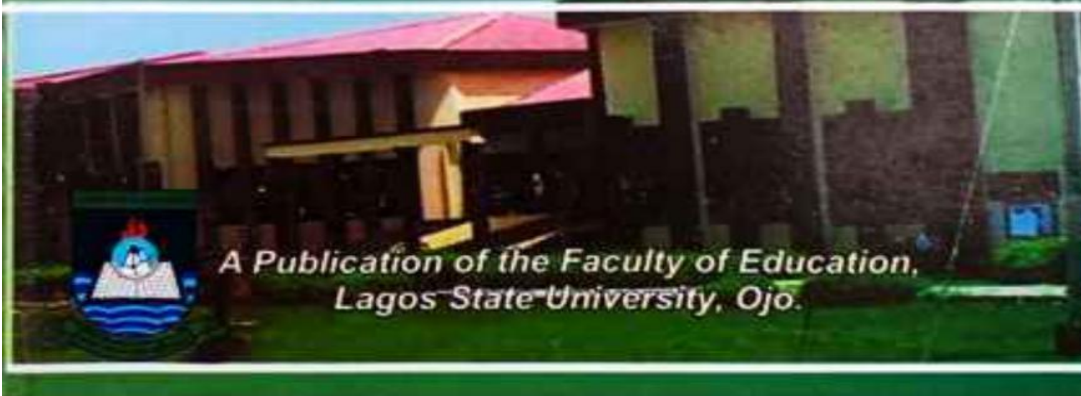 A Publication of the Faculty of Education,
Lagos State University, Ojo.